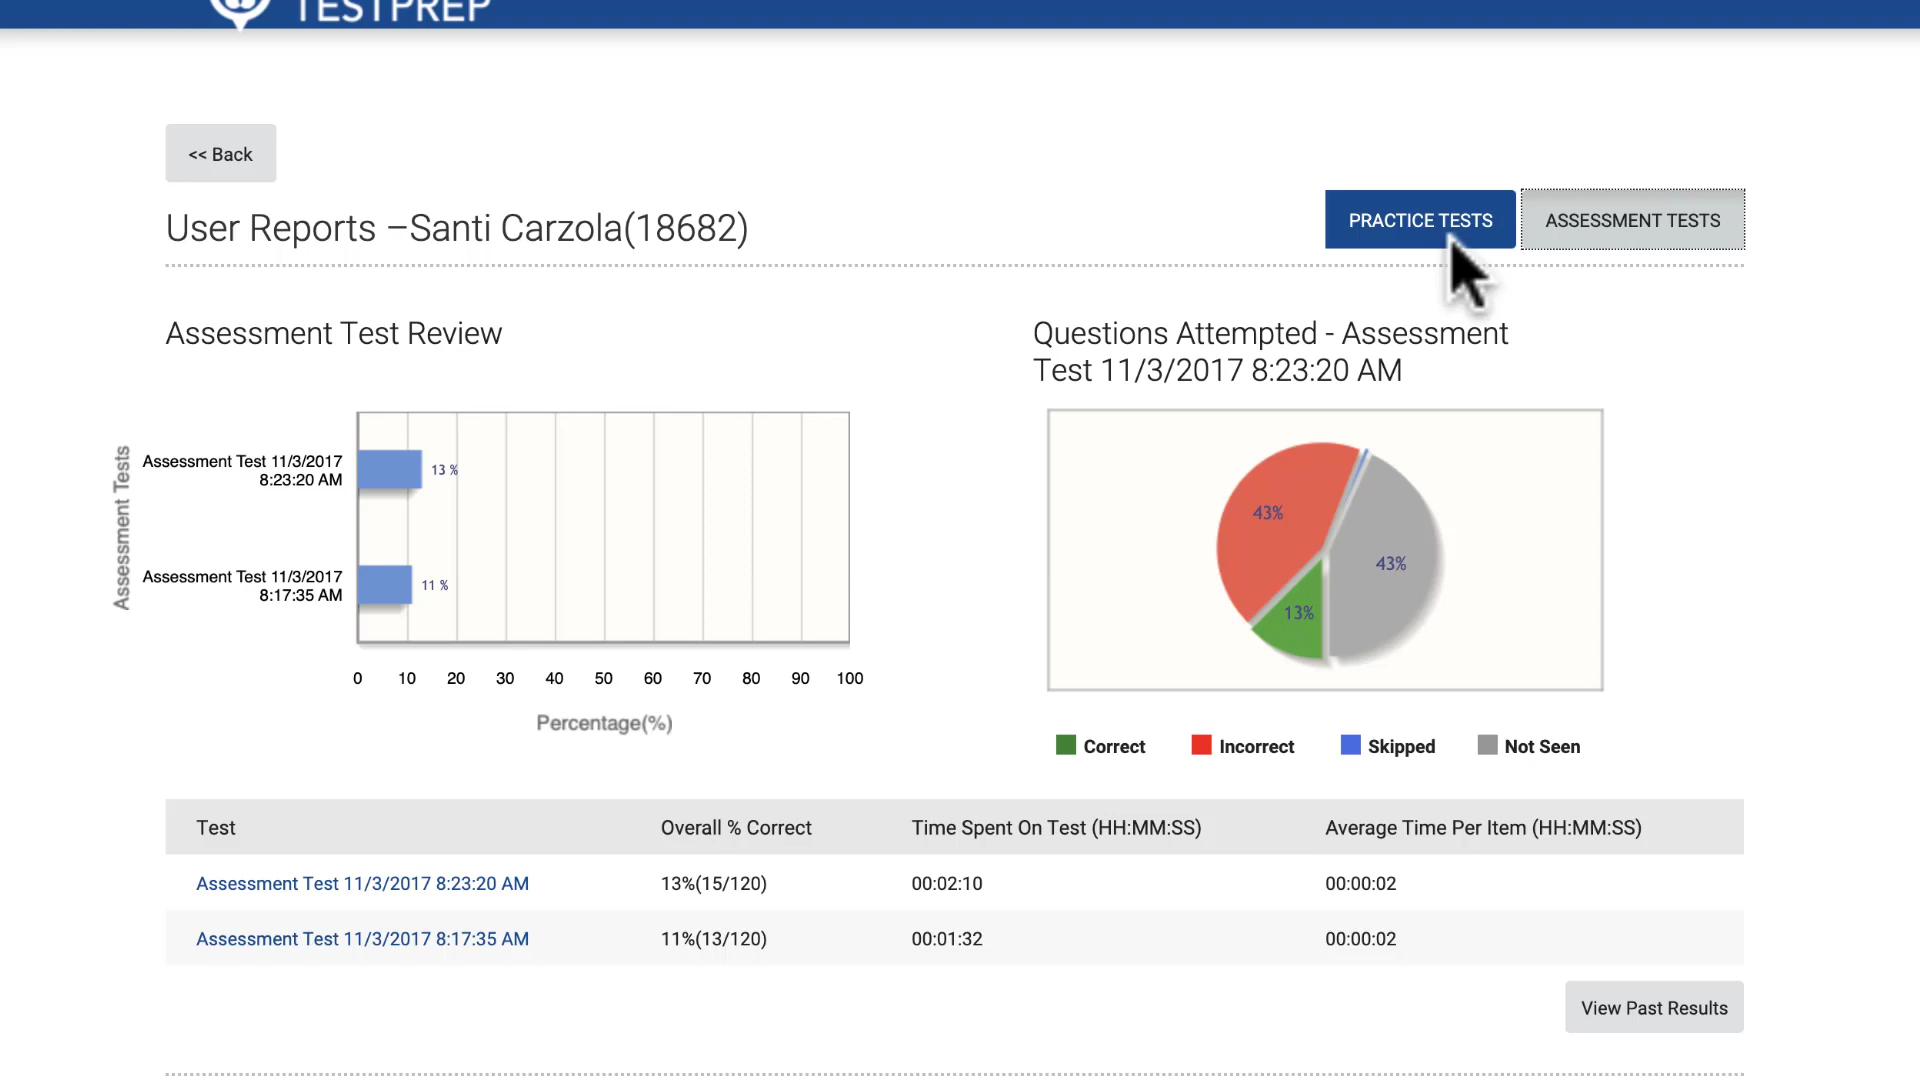 TESTPREP
<< Back
User Reports –Santi Carzola(18682)
PRACTICE TESTS
ASSESSMENT TESTS
Assessment Test Review
Questions Attempted - Assessment
Test 11/3/2017 8:23:20 AM
Assessment Tests
Assessment Test 11/3/2017
8:23:20 AM
13 %
Assessment Test 11/3/2017
8:17:35 AM
11 %
0 10 20 30 40 50 60 70 80 90 100
Percentage(%)
43%
43%
13%
Correct
Incorrect
Skipped
Not Seen
Test Overall % Correct Time Spent On Test (HH:MM:SS) Average Time Per Item (HH:MM:SS)
Assessment Test 11/3/2017 8:23:20 AM 13%(15/120) 00:02:10 00:00:02
Assessment Test 11/3/2017 8:17:35 AM 11%(13/120) 00:01:32 00:00:02
View Past Results